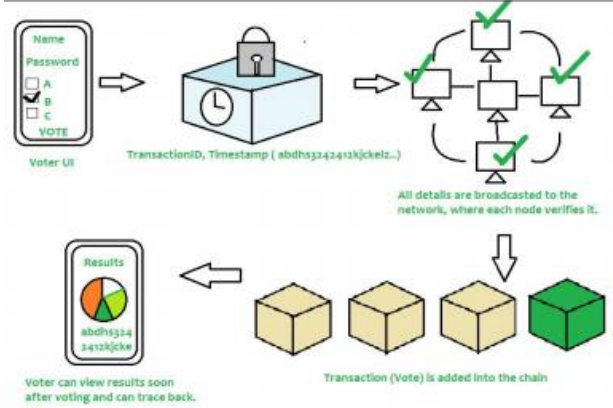 Name
Password
A
B
C
VOTE
Voter UI
TransactionID, Timestamp ( abdhs3242412kjckelz..)
All details are broadcasted to the
network, where each node verifies it.
Results
abdhs324
2412kjcke
Voter can view results soon
after voting and can trace back.
Transaction (Vote) is added into the chain